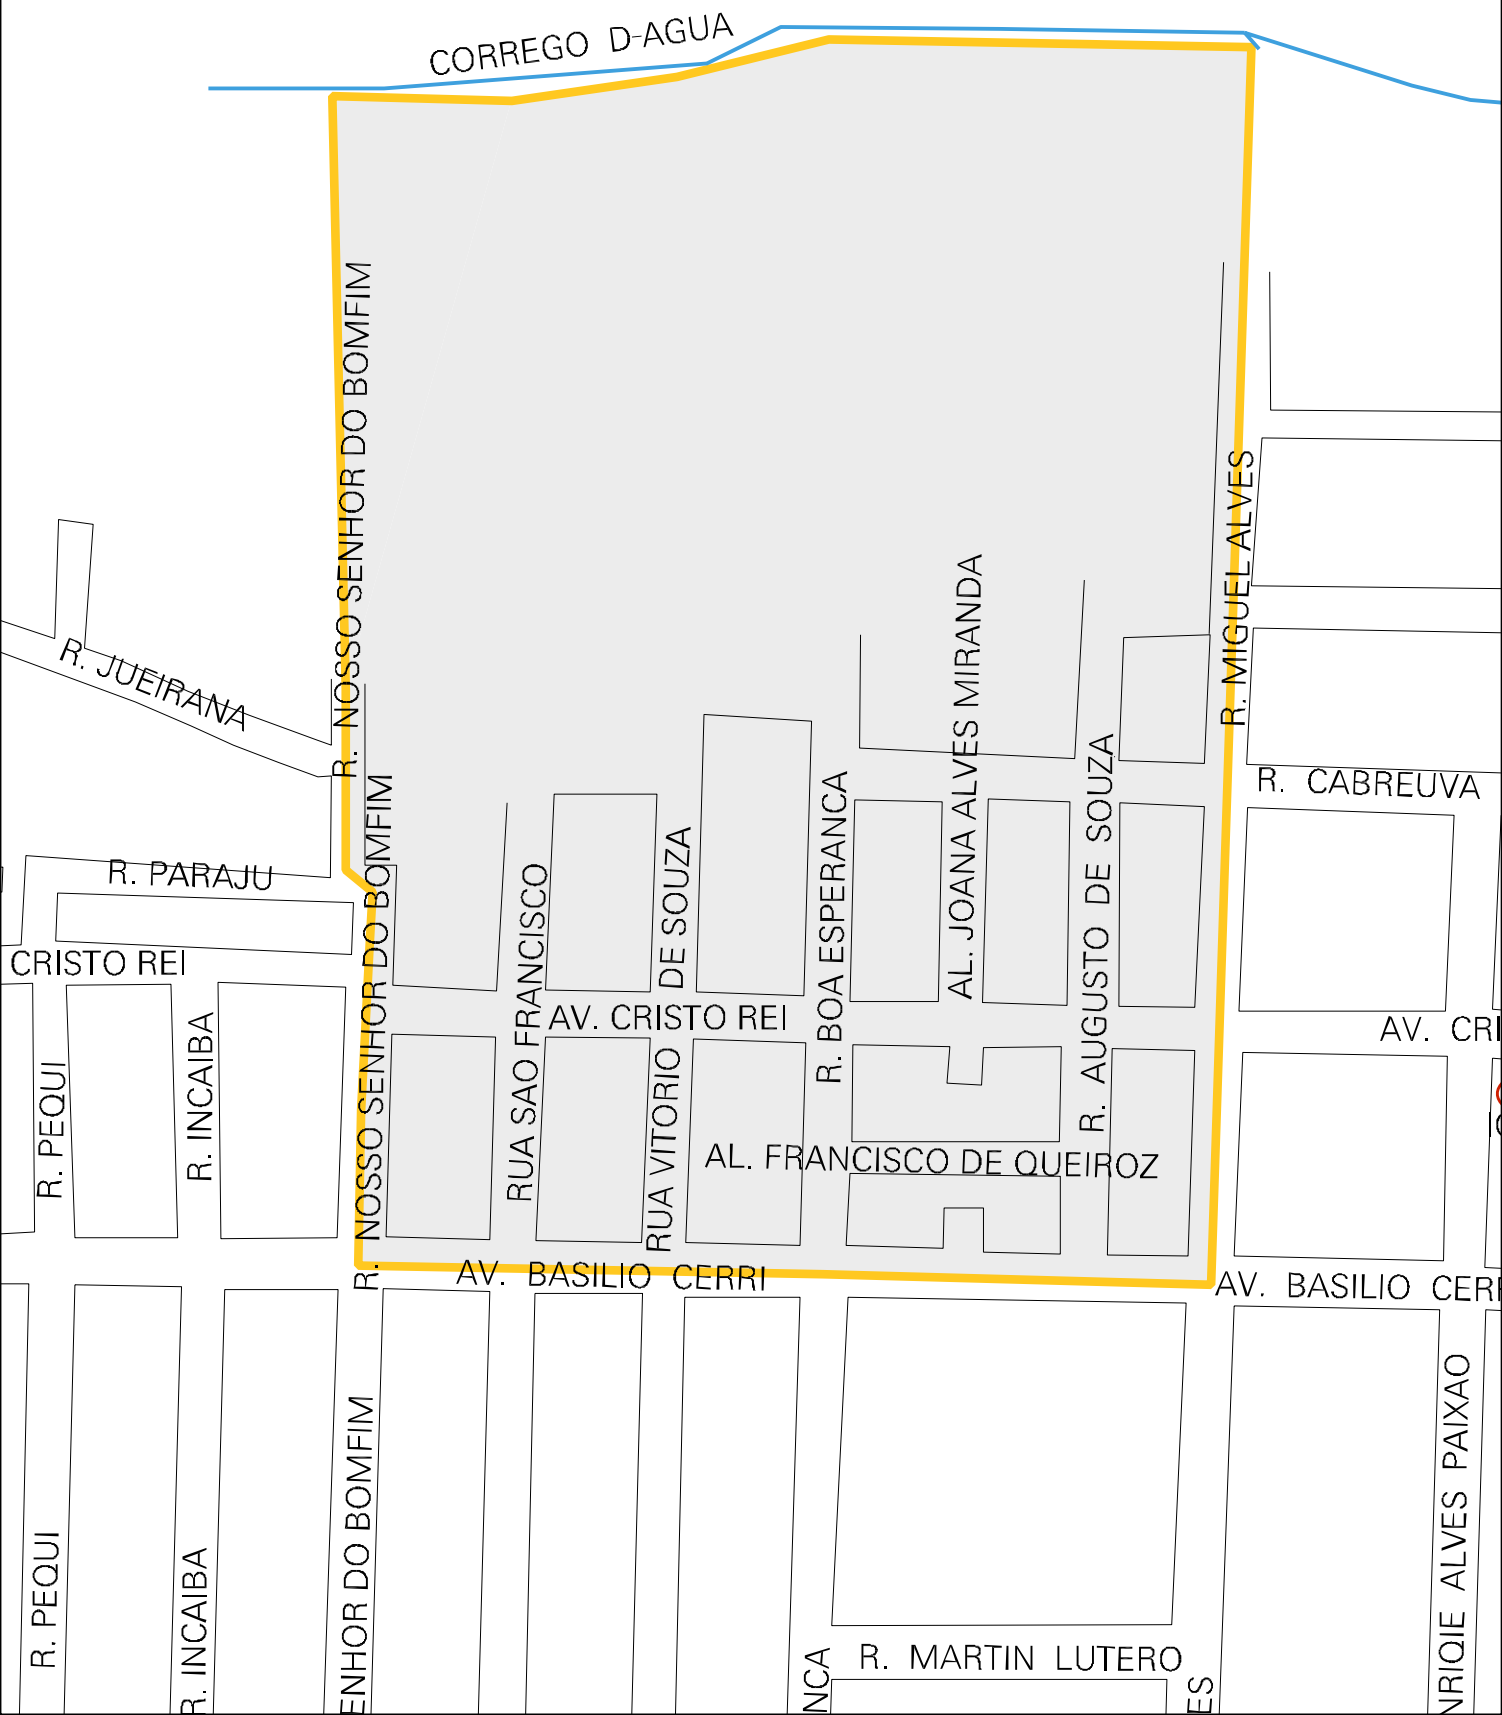 CORREGO D-AGUA
R. NOSSO SENHOR DO BOMFIM
R. MIGUEL ALVES
R. JUEIRANA
AL. JOANA ALVES MIRANDA
R. CABREUVA
R. PARAJU
NOSSO SENHOR DO BOMFIM
R.
RUA SAO FRANCISCO
RUA VITORIO DE SOUZA
R. BOA ESPERANCA
R. AUGUSTO DE SOUZA
CRISTO REI
AV. CRISTO REI
AV. CRI
R. PEQUI
R. INCAIBA
AL. FRANCISCO DE QUEIROZ
AV. BASILIO CERRI
AV. BASILIO CERR
R. PEQUI
R. INCAIBA
ENHOR DO BOMFIM
NRIQIE ALVES PAIXAO
R. MARTIN LUTERO
NCA
ES